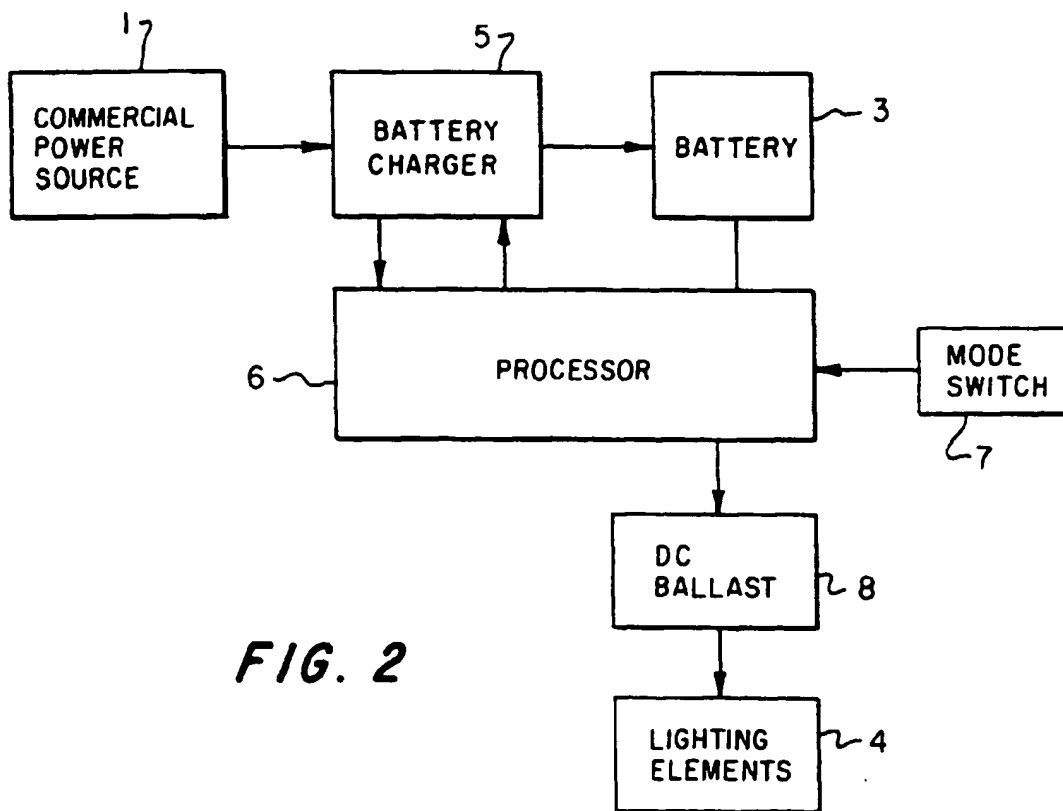 1
5
COMMERCIAL
POWER
SOURCE
BATTERY
CHARGER
BATTERY
3
PROCESSOR
6
MODE
SWITCH
7
DC
BALLAST
8
FIG. 2
LIGHTING
ELEMENTS
4